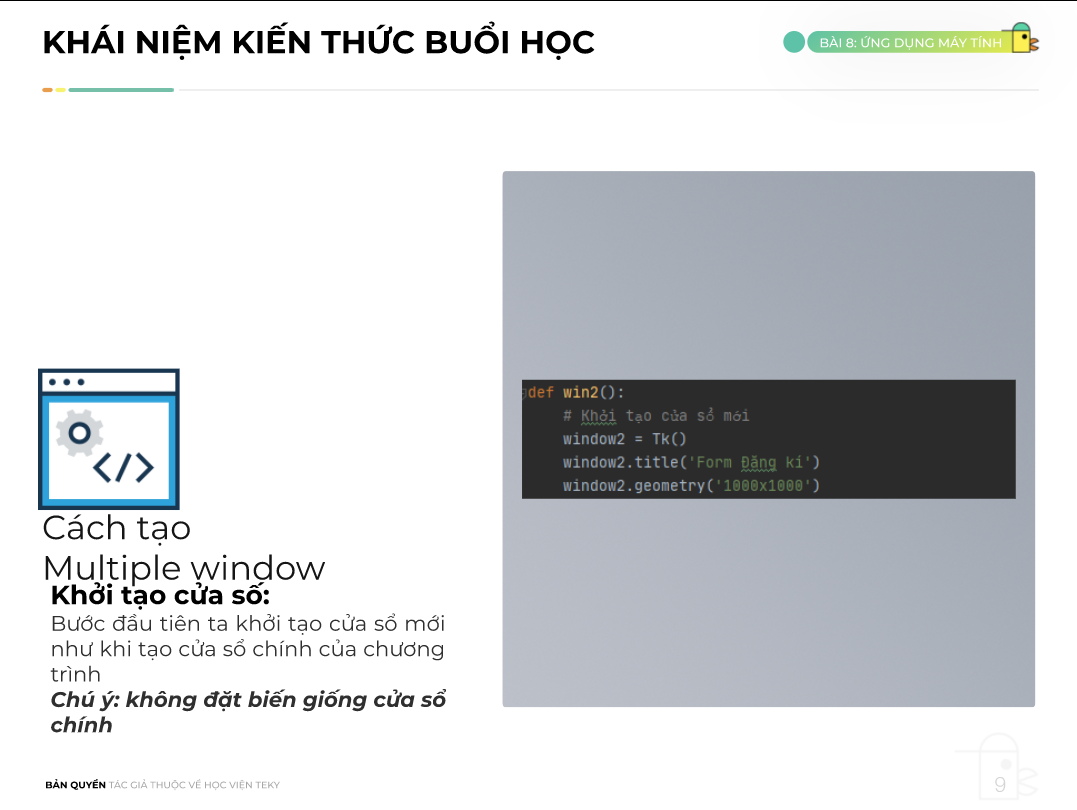 KHÁI NIỆM KIẾN THỨC BUỔI HỌC
BÀI 8: ỨNG DỤNG MÁY TÍNH
def win2():
# Khởi tạo cửa sổ mới
window2 = Tk()
window2.title('Form Đăng kí')
window2.geometry('1000x1000')
Cách tạo
Multiple window
Khởi tạo cửa số:
Bước đầu tiên ta khởi tạo cửa sổ mới
như khi tạo cửa sổ chính của chương
trình
Chú ý: không đặt biến giống cửa sổ
chính
BẢN QUYỀN TÁC GIẢ THUỘC VỀ HỌC VIỆN TEKY
9